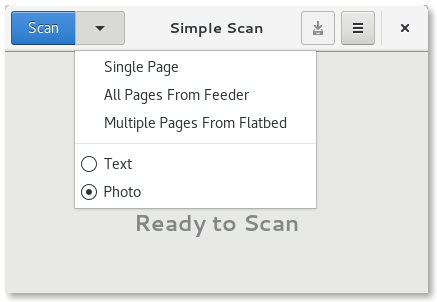 Scan
Simple Scan
Single Page
All Pages From Feeder
Multiple Pages From Flatbed
Text
Photo
Ready to Scan